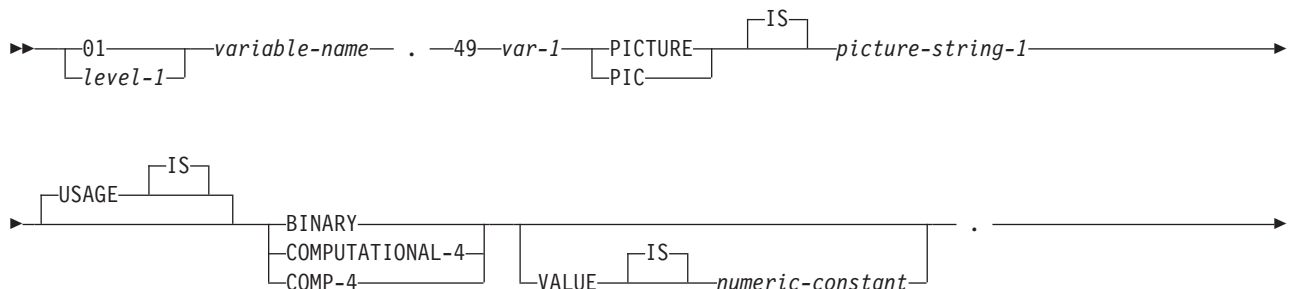 IS
01 variable-name . 49 var-1 PICTURE picture-string-1
level-1 PIC
IS
IS
USAGE
BINARY .
COMPUTATIONAL-4 IS
COMP-4 VALUE numeric-constant